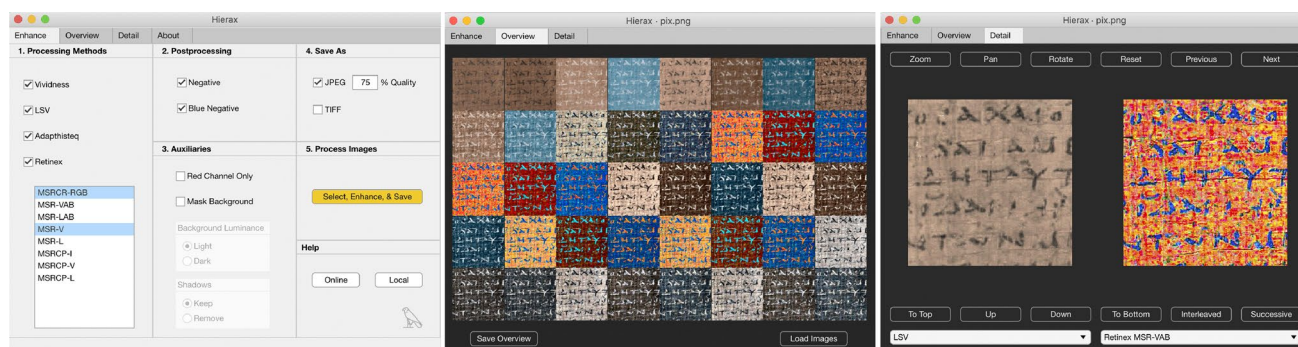 Hierax
Enhance Overview Detail About
1. Processing Methods
Vividness
LSV
Adapthisteq
Retinex
MSRCR-RGB
MSR-VAB
MSR-LAB
MSR-V
MSR-L
MSRCP-I
MSRCP-V
MSRCP-L
2. Postprocessing
Negative
Blue Negative
3. Auxiliaries
Red Channel Only
Mask Background
Background Luminance
Light
Dark
Shadows
Keep
Remove
4. Save As
JPEG 75 % Quality
TIFF
5. Process Images
Select, Enhance, & Save
Help
Online Local
Hierax - pix.png
Enhance Overview Detail
Save Overview Load Images
Hierax - pix.png
Enhance Overview Detail
Zoom Pan Rotate Reset Previous Next
To Top Up Down To Bottom Interleaved Successive
LSV Retinex MSR-VAB